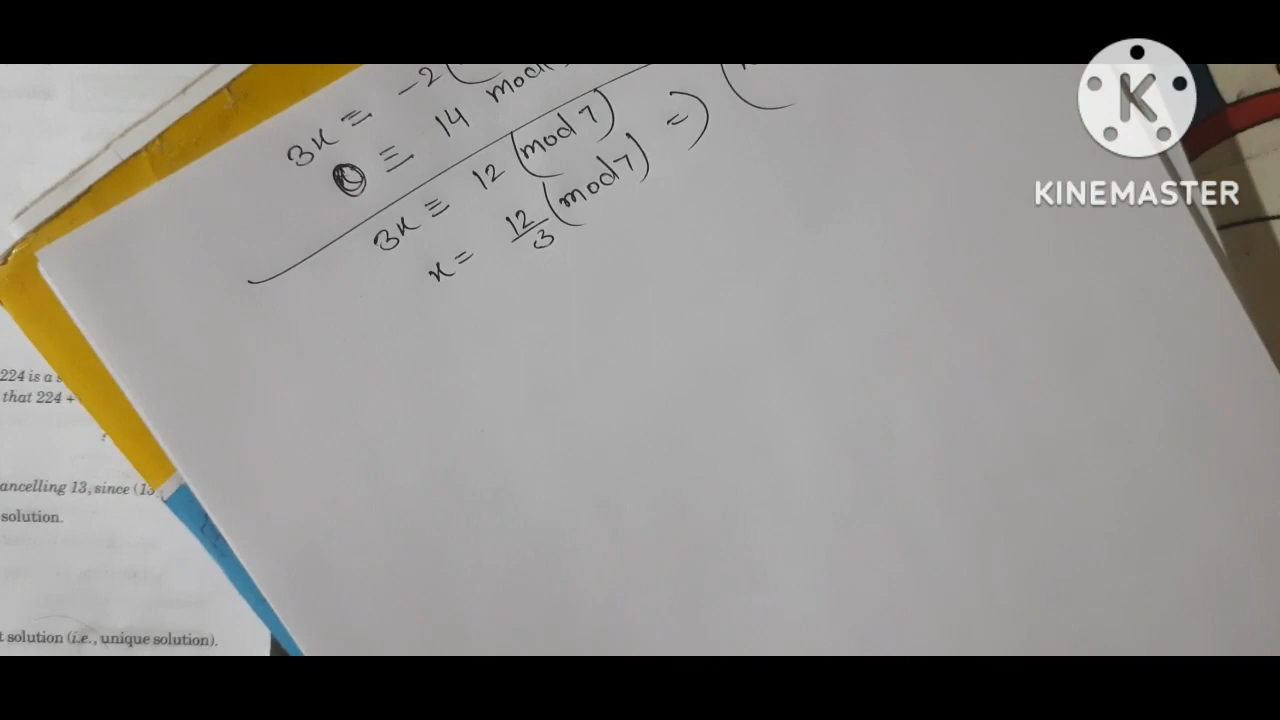 3x ≡ -2 (
0 ≡ 14 mod(
3x ≡ 12 (mod 7)
x = 12/3 (mod 7) =)
KINEMASTER
224 is a s
that 224 +
ancelling 13, since (13
solution.
t solution (i.e., unique solution).